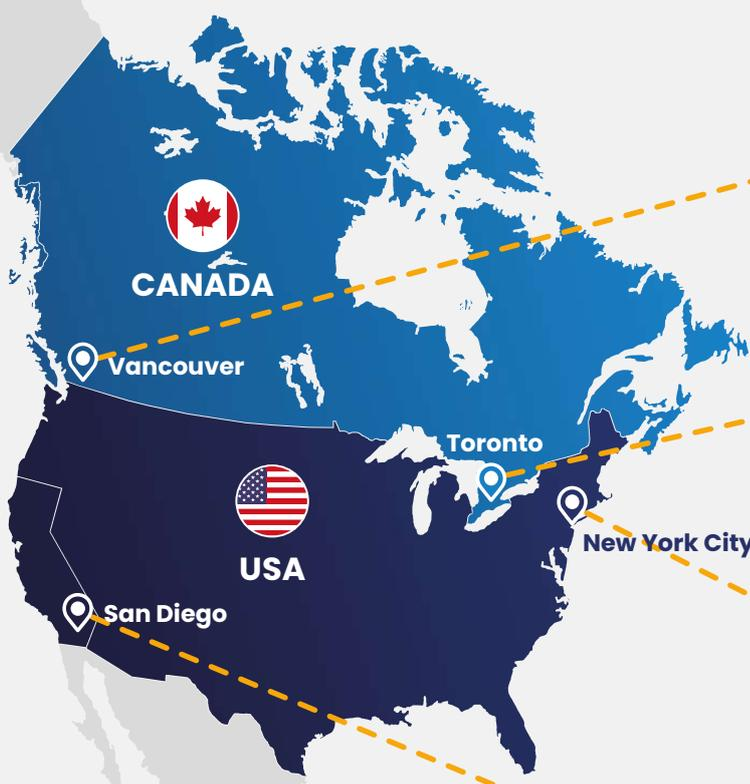 CANADA
Vancouver
Toronto
New York City
USA
San Diego